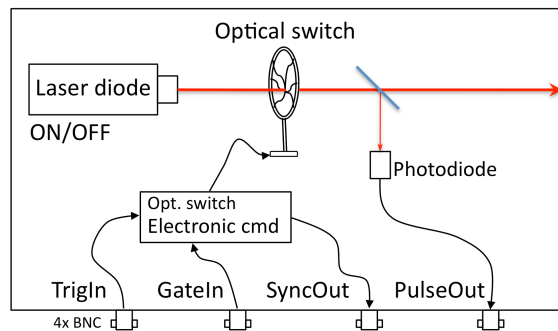 Optical switch
Laser diode
ON/OFF
Photodiode
Opt. switch
Electronic cmd
TrigIn
GateIn
SyncOut
PulseOut
4x BNC